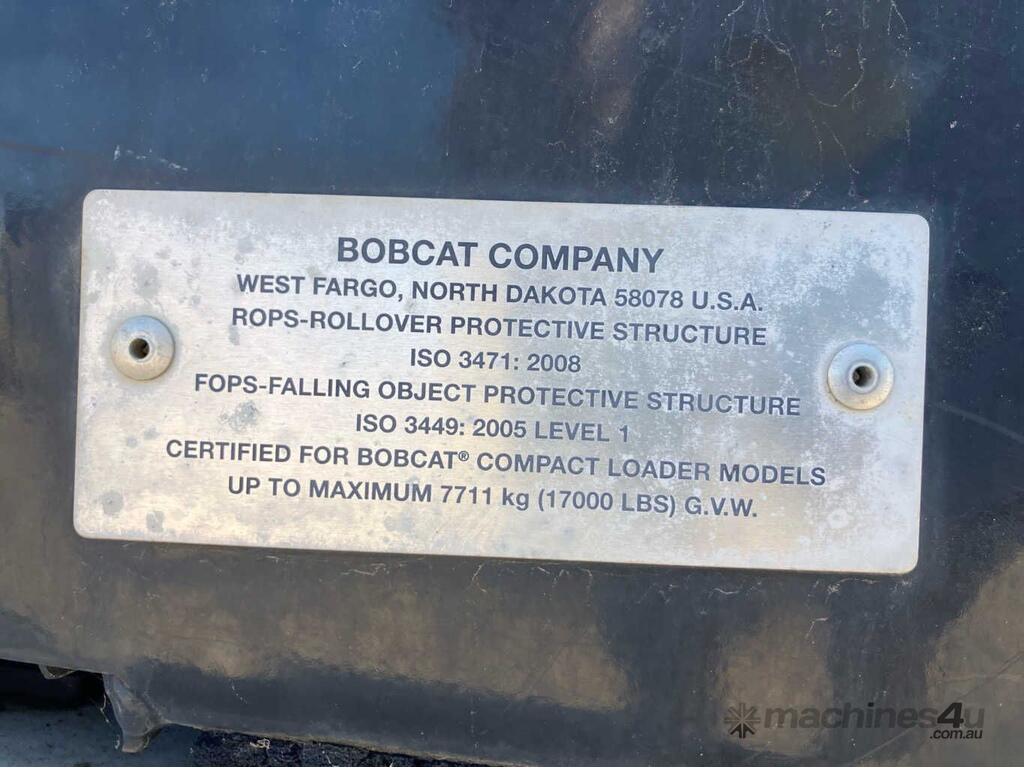 BOBCAT COMPANY
WEST FARGO, NORTH DAKOTA 58078 U.S.A.
ROPS-ROLLOVER PROTECTIVE STRUCTURE
ISO 3471: 2008
FOPS-FALLING OBJECT PROTECTIVE STRUCTURE
ISO 3449: 2005 LEVEL 1
CERTIFIED FOR BOBCAT® COMPACT LOADER MODELS
UP TO MAXIMUM 7711 kg (17000 LBS) G.V.W.
machines4u
.com.au